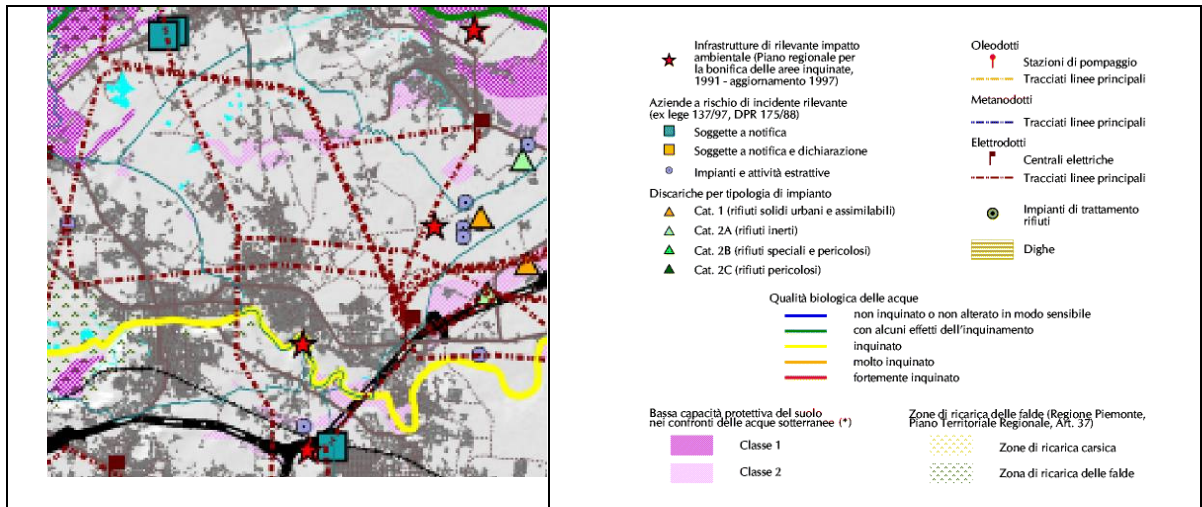 Infrastrutture di rilevante impatto
ambientale (Piano regionale per
la bonifica delle aree inquinate,
1991 - aggiornamento 1997)
Aziende a rischio di incidente rilevante
(ex lege 137/97, DPR 175/88)
Soggette a notifica
Soggette a notifica e dichiarazione
Impianti e attività estrattive
Discariche per tipologia di impianto
Cat. 1 (rifiuti solidi urbani e assimilabili)
Cat. 2A (rifiuti inerti)
Cat. 2B (rifiuti speciali e pericolosi)
Cat. 2C (rifiuti pericolosi)
Oleodotti
Stazioni di pompaggio
Tracciati linee principali
Metanodotti
Tracciati linee principali
Elettrodotti
Centrali elettriche
Tracciati linee principali
Impianti di trattamento
rifiuti
Dighe
Qualità biologica delle acque
non inquinato o non alterato in modo sensibile
con alcuni effetti dell'inquinamento
inquinato
molto inquinato
fortemente inquinato
Bassa capacità protettiva del suolo
nei confronti delle acque sotterranee (*)
Classe 1
Classe 2
Zone di ricarica delle falde (Regione Piemonte,
Piano Territoriale Regionale, Art. 37)
Zone di ricarica carsica
Zona di ricarica delle falde